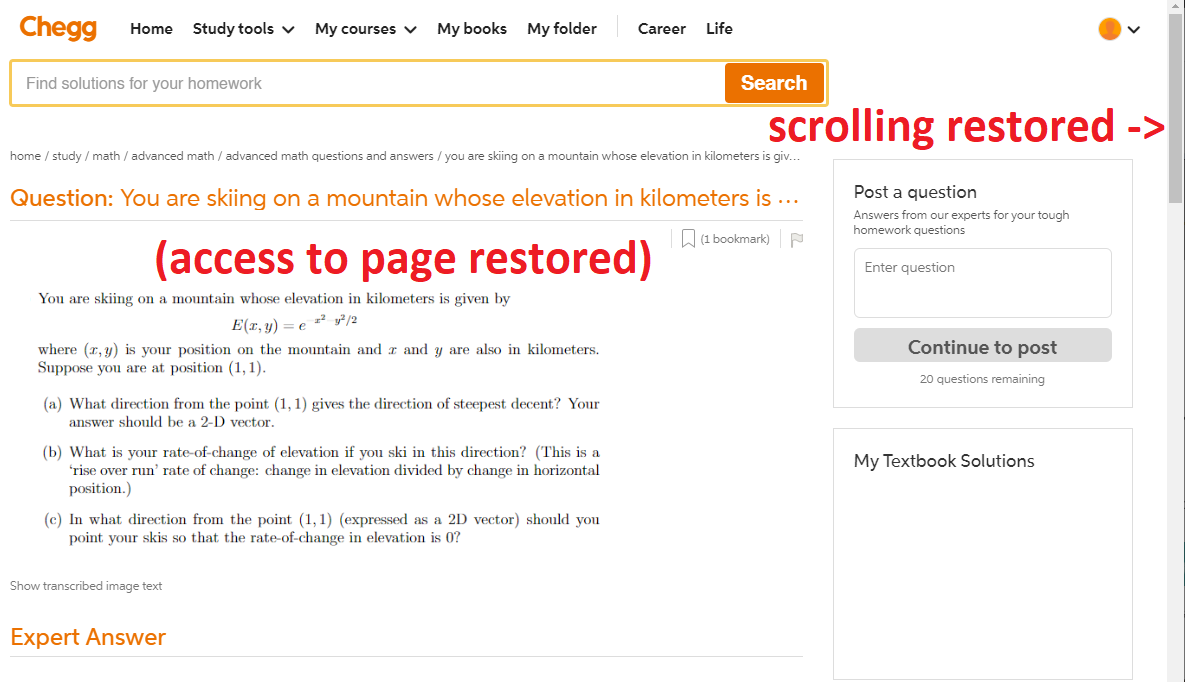 Chegg
Home Study tools My courses My books My folder Career Life
Find solutions for your homework
Search
scrolling restored ->
home / study / math / advanced math / advanced math questions and answers / you are skiing on a mountain whose elevation in kilometers is giv...
Question: You are skiing on a mountain whose elevation in kilometers is ...
(1 bookmark)
(access to page restored)
You are skiing on a mountain whose elevation in kilometers is given by
E(x, y) = e x² y²/2
where (x, y) is your position on the mountain and x and y are also in kilometers.
Suppose you are at position (1, 1).
(a) What direction from the point (1, 1) gives the direction of steepest decent? Your
answer should be a 2-D vector.
(b) What is your rate-of-change of elevation if you ski in this direction? (This is a
‘rise over run’ rate of change: change in elevation divided by change in horizontal
position.)
(c) In what direction from the point (1, 1) (expressed as a 2D vector) should you
point your skis so that the rate-of-change in elevation is 0?
Show transcribed image text
Expert Answer
Post a question
Answers from our experts for your tough
homework questions
Enter question
Continue to post
20 questions remaining
My Textbook Solutions